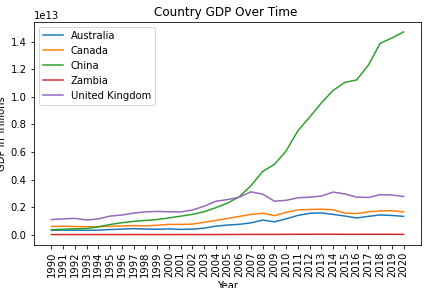 Country GDP Over Time
1e13
Australia
Canada
China
Zambia
United Kingdom
1.4
1.2
1.0
0.8
0.6
0.4
0.2
0.0
GDP in Trillions
1990 1991 1992 1993 1994 1995 1996 1997 1998 1999 2000 2001 2002 2003 2004 2005 2006 2007 2008 2009 2010 2011 2012 2013 2014 2015 2016 2017 2018 2019 2020
Year